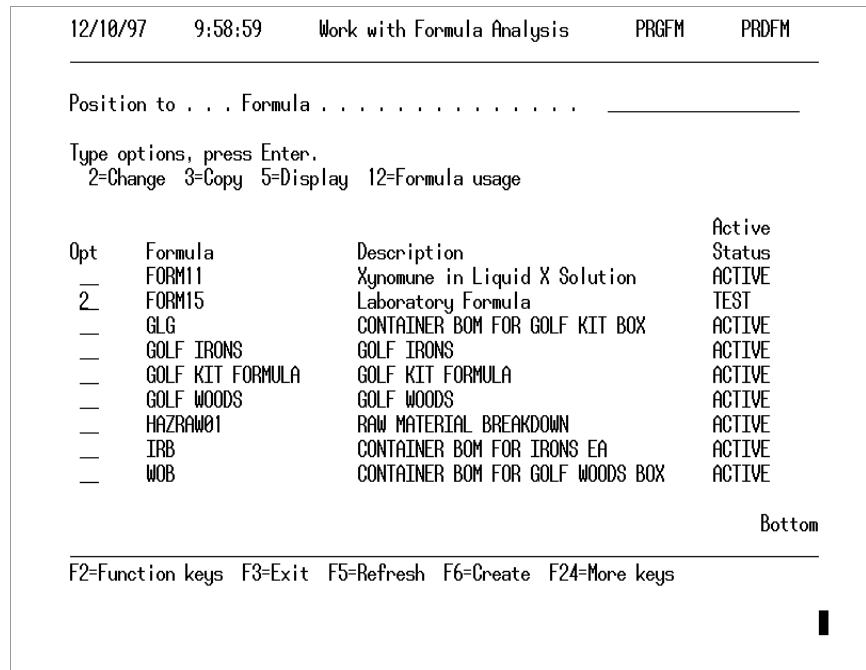 12/10/97 9:58:59 Work with Formula Analysis PRGFM PRDFM
Position to . . . Formula . . . . . . . . . . . . . .
Type options, press Enter.
2=Change 3=Copy 5=Display 12=Formula usage
Active
Opt Formula Description Status
FORM11 Xynomune in Liquid X Solution ACTIVE
2 FORM15 Laboratory Formula TEST
GLG CONTAINER BOM FOR GOLF KIT BOX ACTIVE
GOLF IRONS GOLF IRONS ACTIVE
GOLF KIT FORMULA GOLF KIT FORMULA ACTIVE
GOLF WOODS GOLF WOODS ACTIVE
HAZRAW01 RAW MATERIAL BREAKDOWN ACTIVE
IRB CONTAINER BOM FOR IRONS EA ACTIVE
WOB CONTAINER BOM FOR GOLF WOODS BOX ACTIVE
Bottom
F2=Function keys F3=Exit F5=Refresh F6=Create F24=More keys